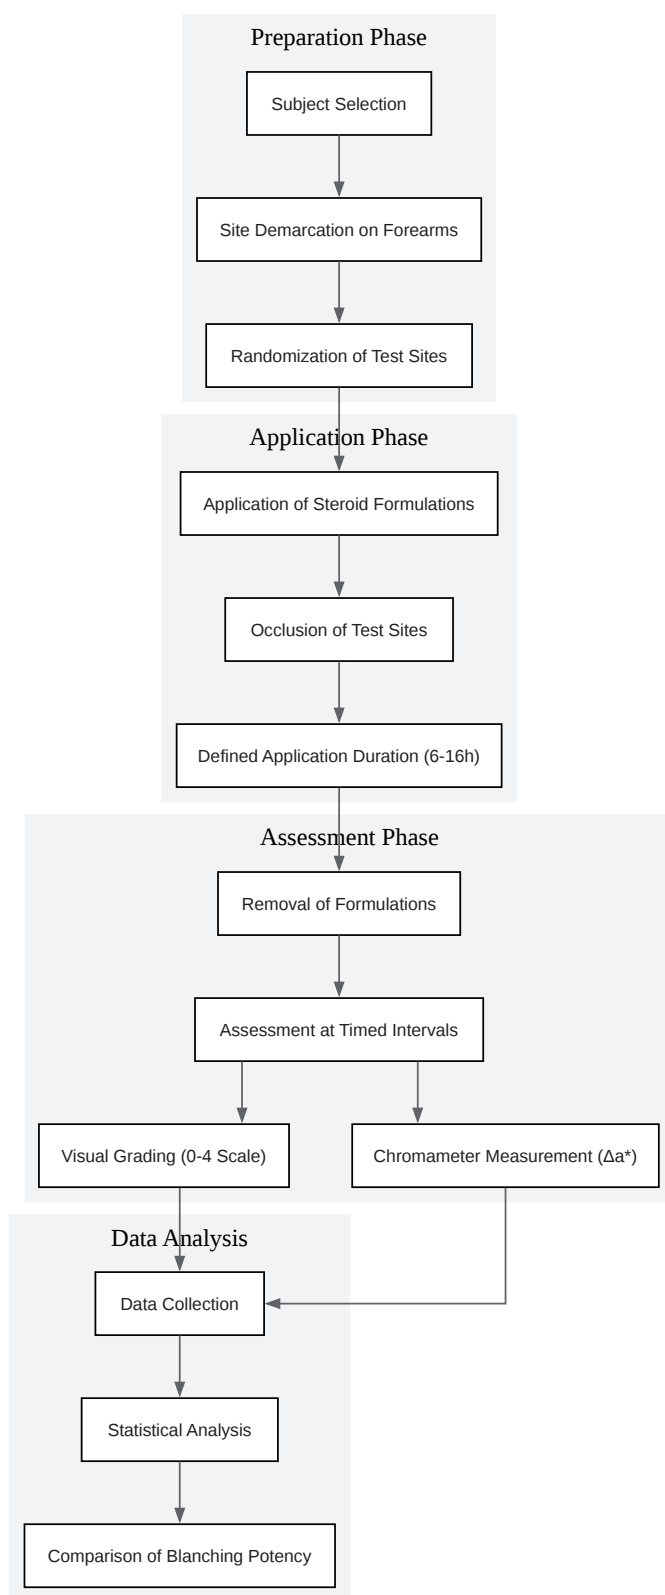 Preparation Phase
Subject Selection
Site Demarcation on Forearms
Randomization of Test Sites
Application Phase
Application of Steroid Formulations
Occlusion of Test Sites
Defined Application Duration (6-16h)
Assessment Phase
Removal of Formulations
Assessment at Timed Intervals
Visual Grading (0-4 Scale)
Chromameter Measurement (Δa*)
Data Analysis
Data Collection
Statistical Analysis
Comparison of Blanching Potency